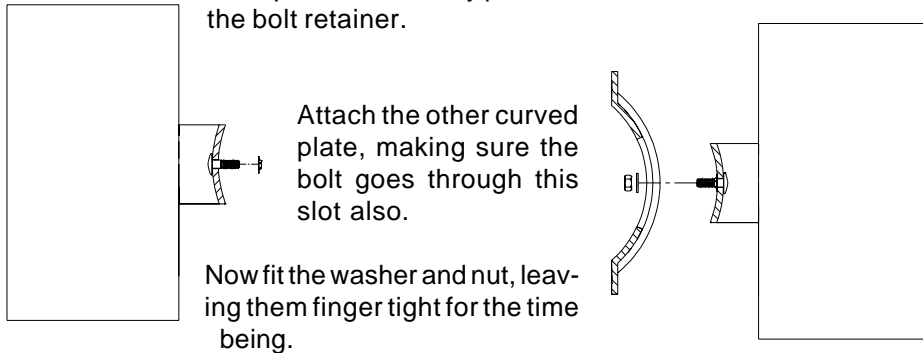 the bolt retainer.
Attach the other curved
plate, making sure the
bolt goes through this
slot also.
Now fit the washer and nut, leav-
ing them finger tight for the time
being.